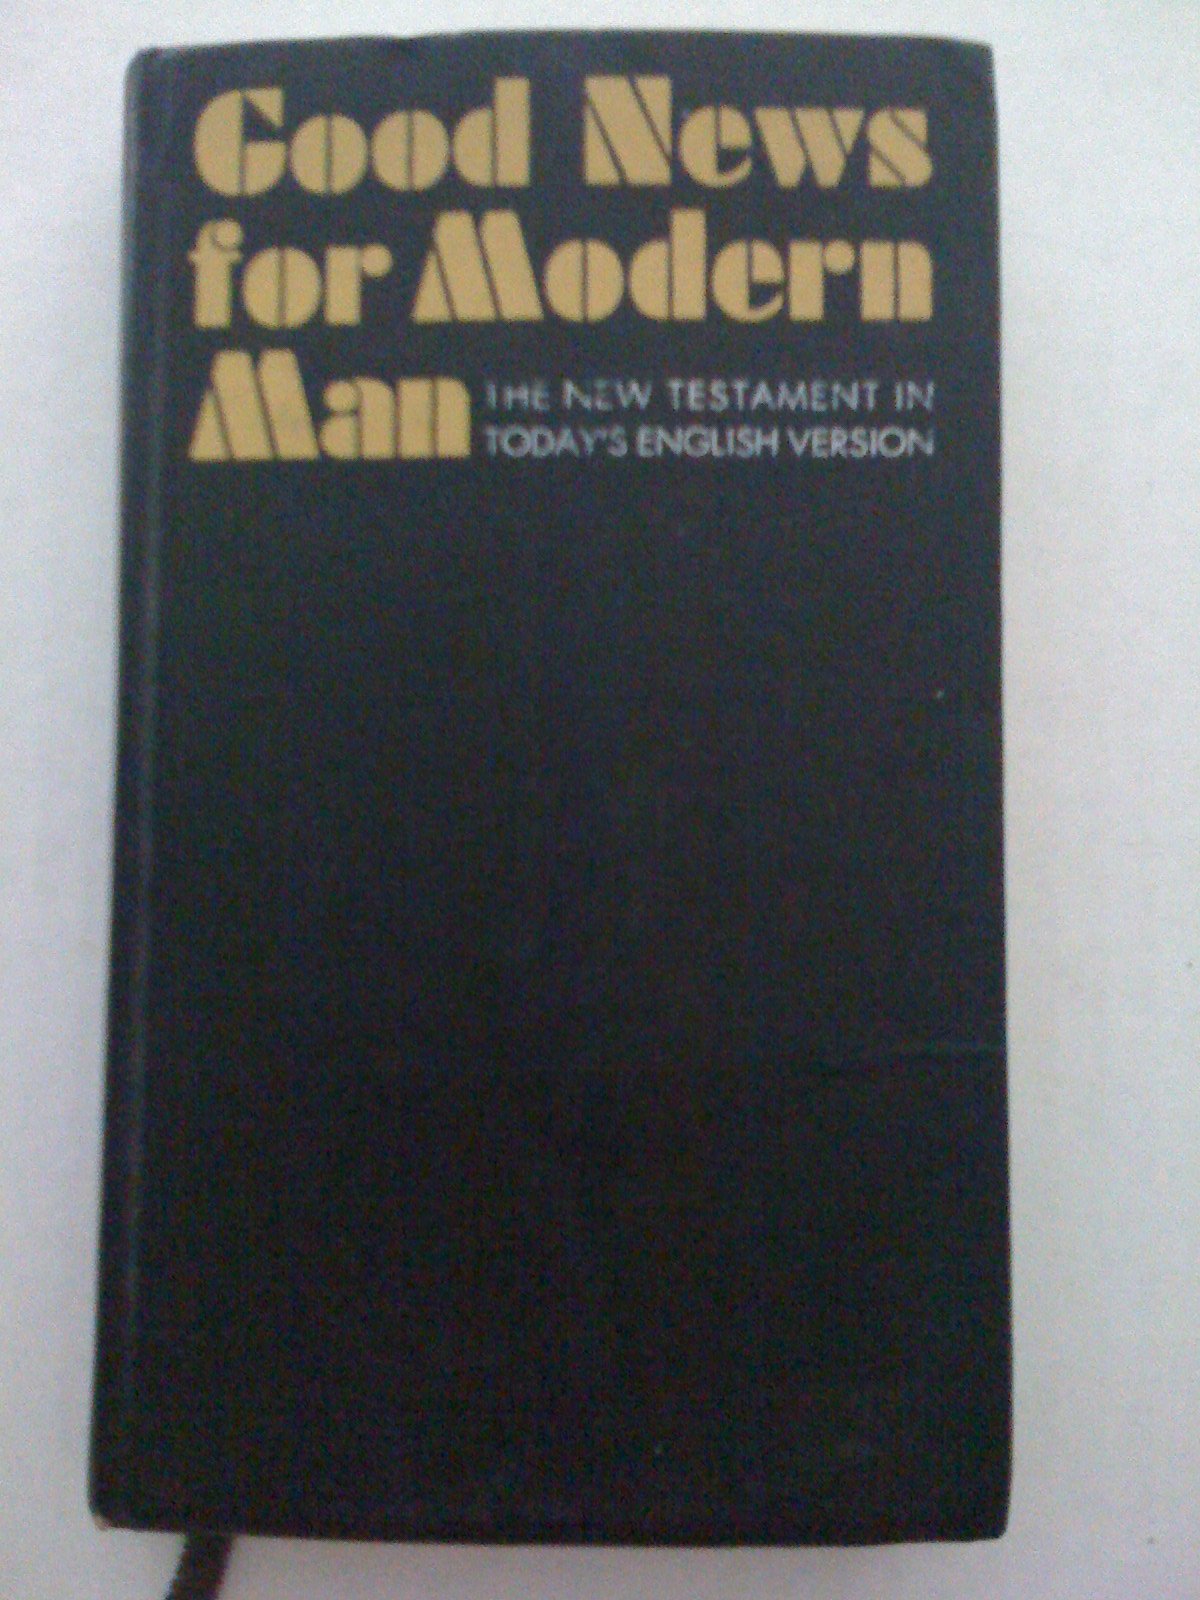 Good News
for Modern
Man
THE NEW TESTAMENT IN
TODAY'S ENGLISH VERSION